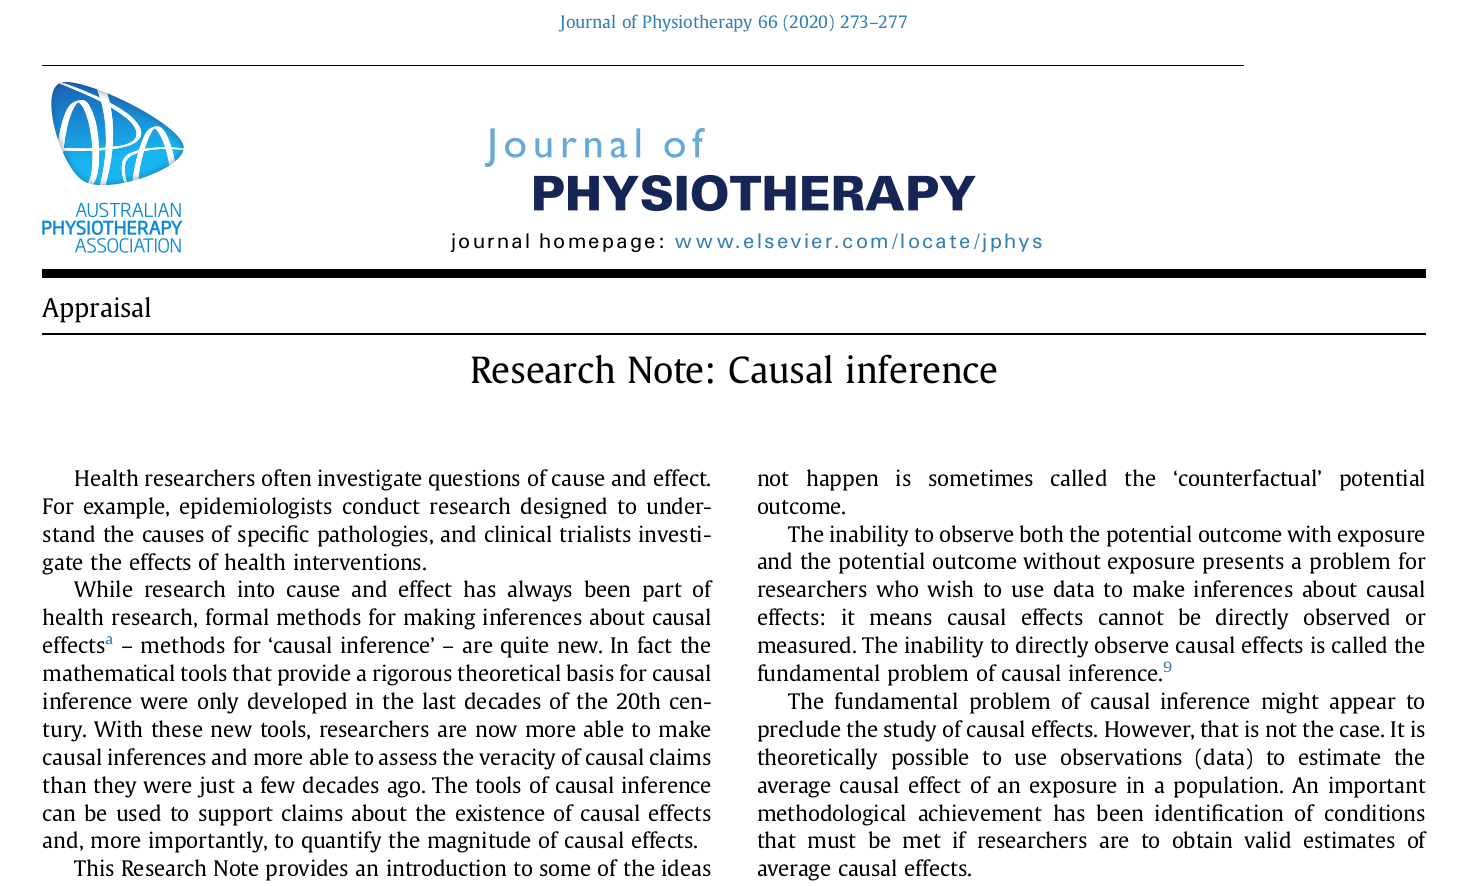 Journal of Physiotherapy 66 (2020) 273–277
APA
AUSTRALIAN
PHYSIOTHERAPY
ASSOCIATION
Journal of
PHYSIOTHERAPY
journal homepage: www.elsevier.com/locate/jphys
Appraisal
Research Note: Causal inference
Health researchers often investigate questions of cause and effect.
For example, epidemiologists conduct research designed to under-
stand the causes of specific pathologies, and clinical trialists investi-
gate the effects of health interventions.
While research into cause and effect has always been part of
health research, formal methods for making inferences about causal
effectsa – methods for ‘causal inference’ – are quite new. In fact the
mathematical tools that provide a rigorous theoretical basis for causal
inference were only developed in the last decades of the 20th cen-
tury. With these new tools, researchers are now more able to make
causal inferences and more able to assess the veracity of causal claims
than they were just a few decades ago. The tools of causal inference
can be used to support claims about the existence of causal effects
and, more importantly, to quantify the magnitude of causal effects.
This Research Note provides an introduction to some of the ideas
not happen is sometimes called the ‘counterfactual’ potential
outcome.
The inability to observe both the potential outcome with exposure
and the potential outcome without exposure presents a problem for
researchers who wish to use data to make inferences about causal
effects: it means causal effects cannot be directly observed or
measured. The inability to directly observe causal effects is called the
fundamental problem of causal inference.9
The fundamental problem of causal inference might appear to
preclude the study of causal effects. However, that is not the case. It is
theoretically possible to use observations (data) to estimate the
average causal effect of an exposure in a population. An important
methodological achievement has been identification of conditions
that must be met if researchers are to obtain valid estimates of
average causal effects.